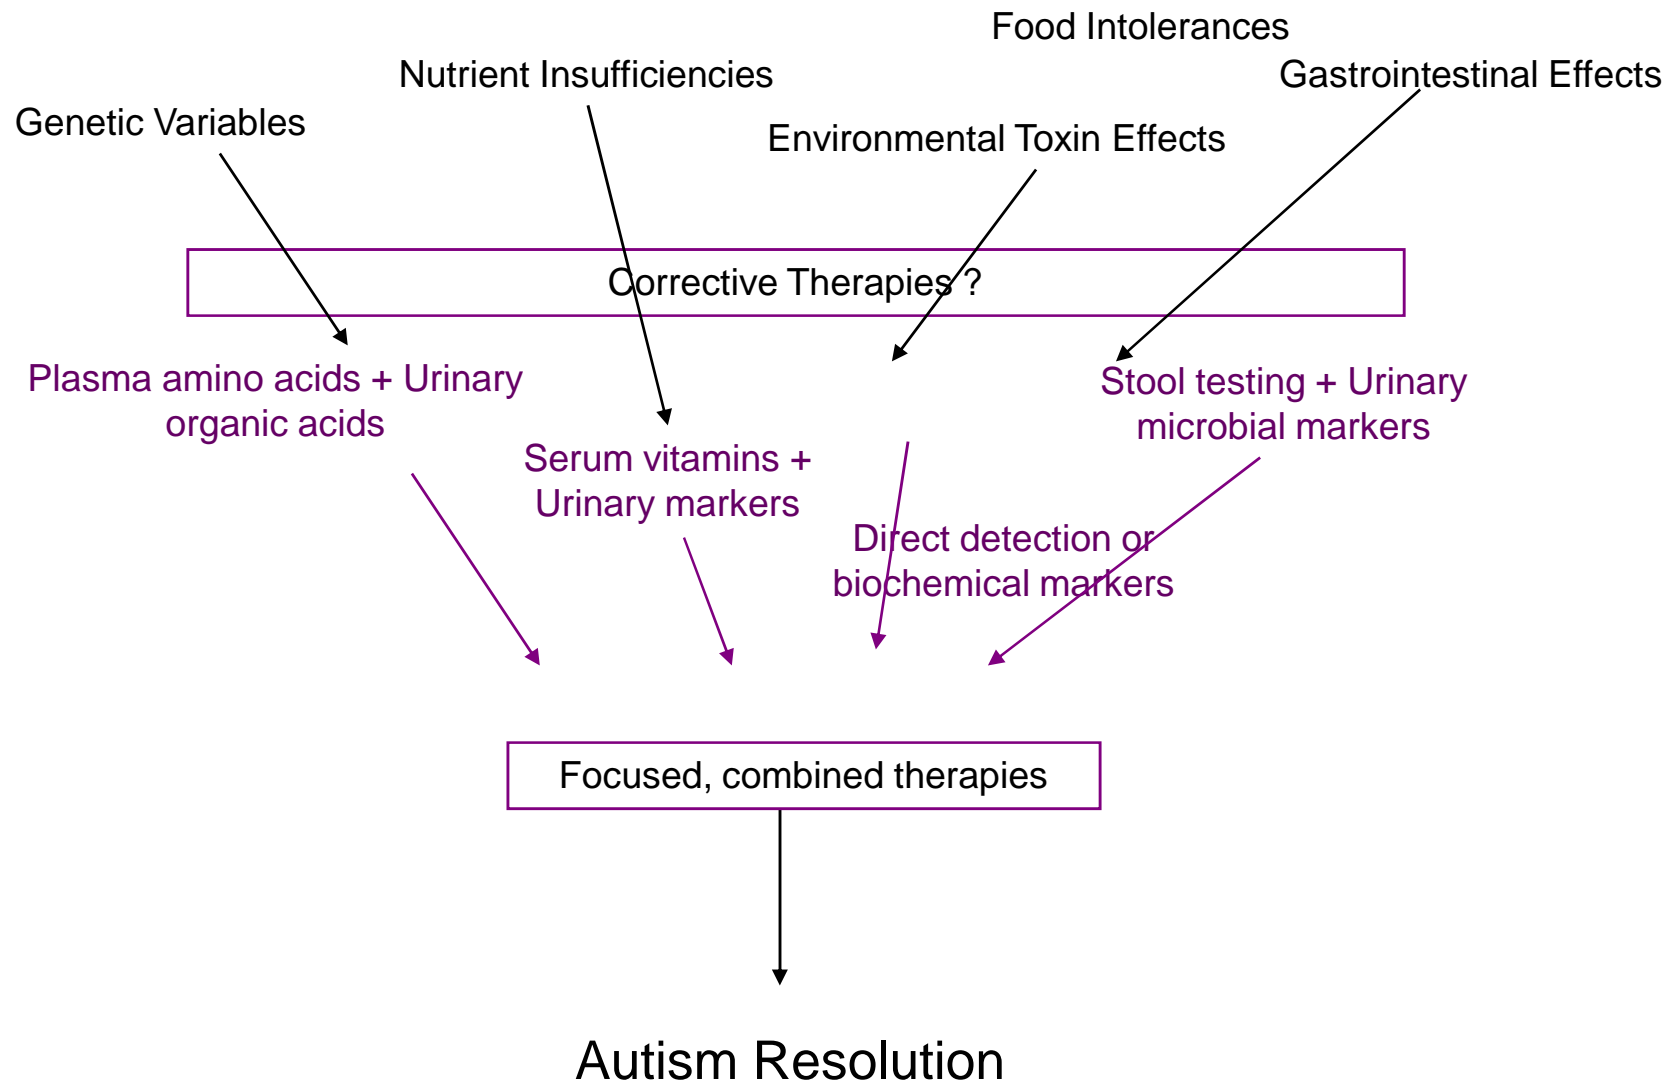 Food Intolerances
Nutrient Insufficiencies
Gastrointestinal Effects
Genetic Variables
Environmental Toxin Effects
Corrective Therapies ?
Plasma amino acids + Urinary
organic acids
Stool testing + Urinary
microbial markers
Serum vitamins +
Urinary markers
Direct detection or
biochemical markers
Focused, combined therapies
Autism Resolution